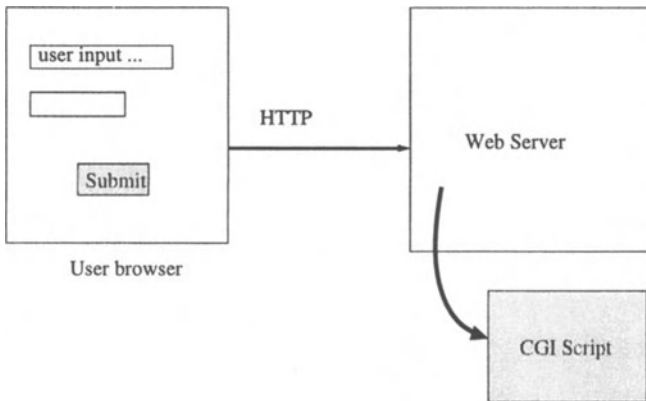 user input ...
HTTP
Web Server
Submit
User browser
CGI Script